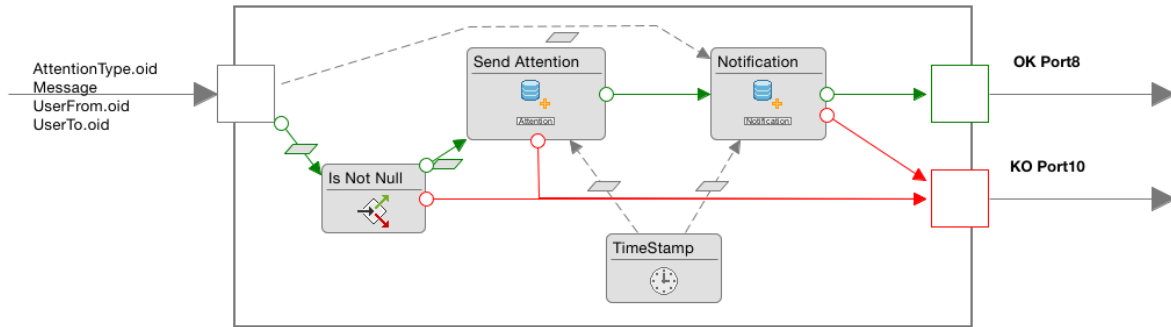 AttentionType.oid
Message
UserFrom.oid
UserTo.oid
Send Attention
Attention
Notification
Notification
OK Port8
Is Not Null
KO Port10
TimeStamp